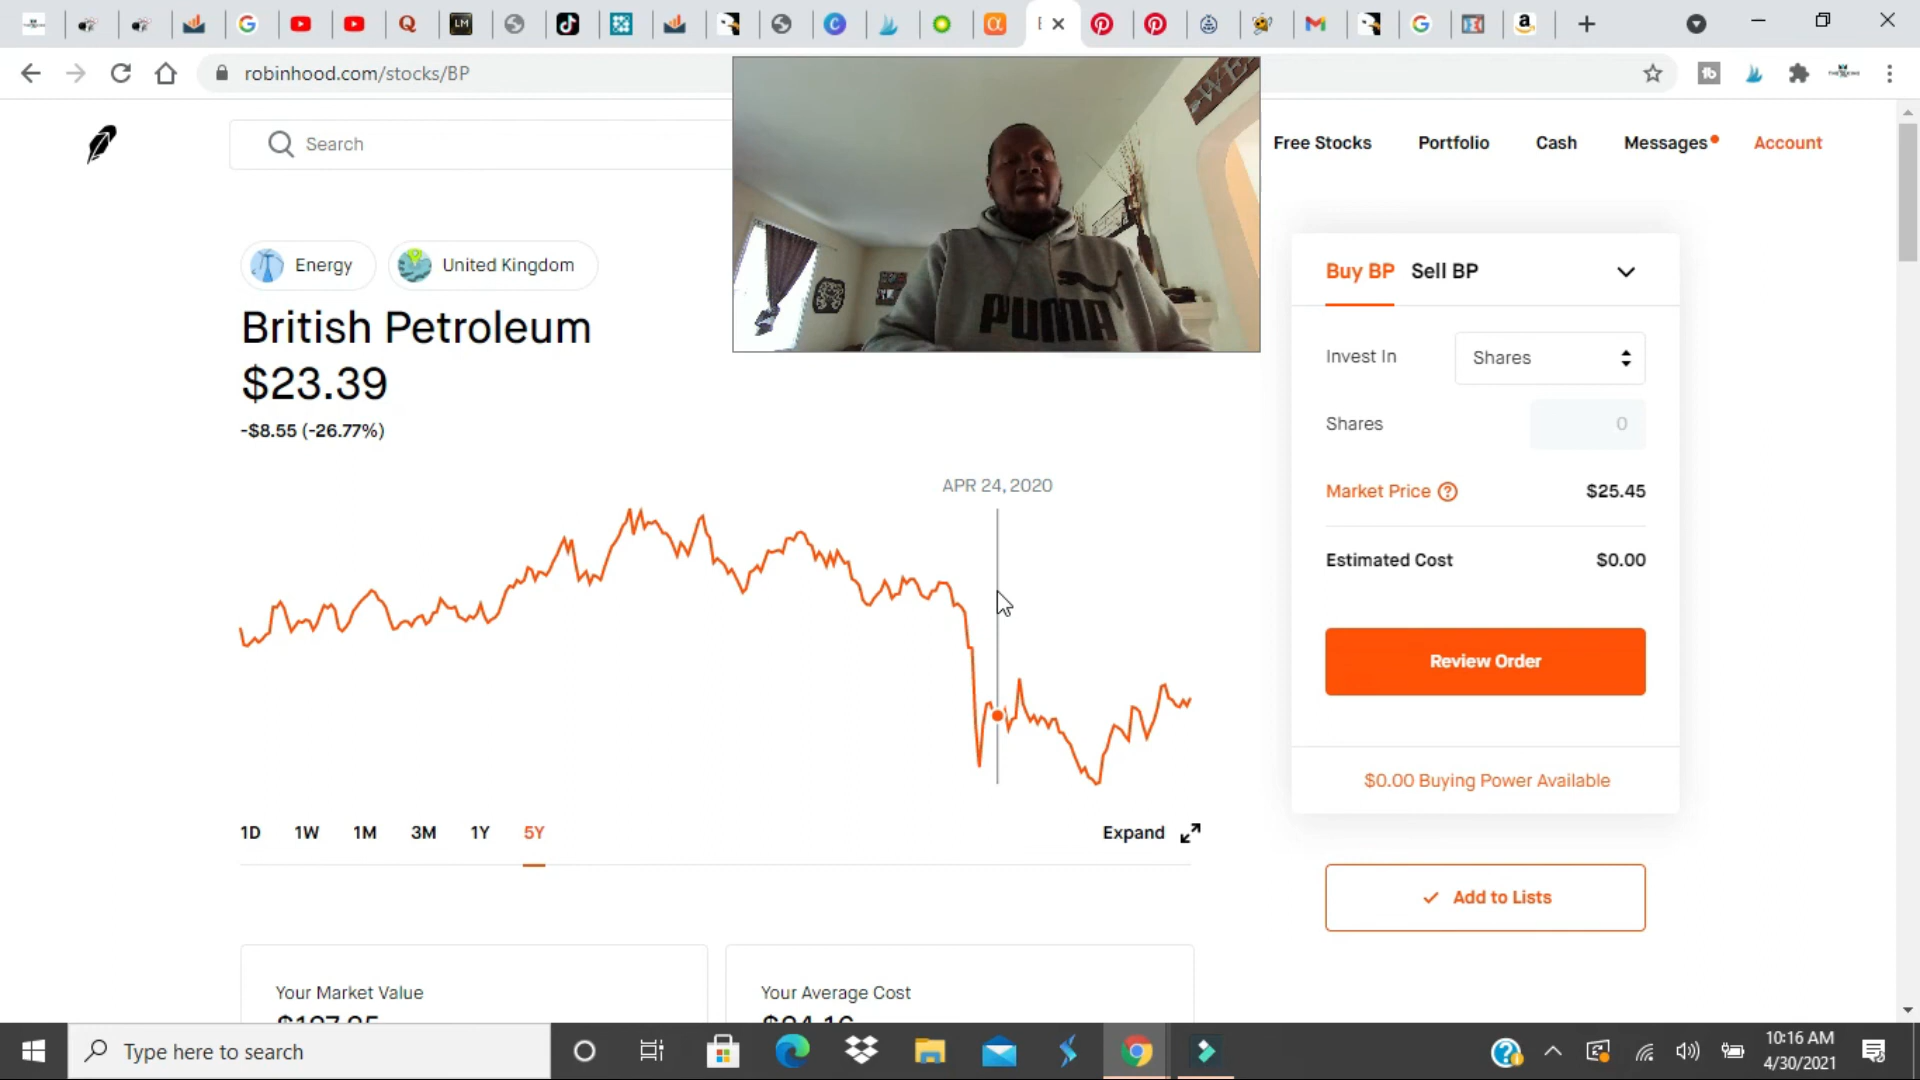 robinhood.com/stocks/BP
Search
Free Stocks
Portfolio
Cash
Messages
Account
WE
PUMA
Energy
United Kingdom
British Petroleum
$23.39
-$8.55 (-26.77%)
APR 24, 2020
1D
1W
1M
3M
1Y
5Y
Expand
Buy BP
Sell BP
Invest In
Shares
Shares
0
Market Price
$25.45
Estimated Cost
$0.00
Review Order
$0.00 Buying Power Available
Add to Lists
Your Market Value
Your Average Cost
Type here to search
10:16 AM
4/30/2021